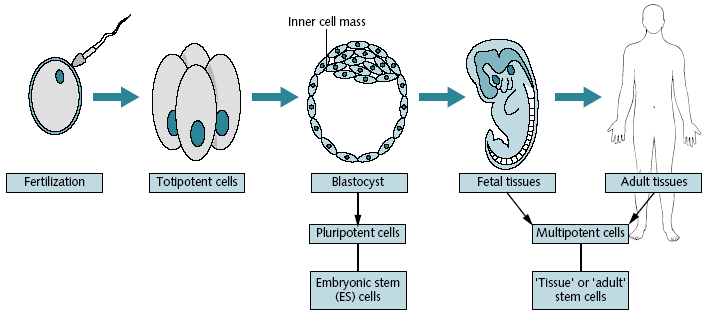 Inner cell mass
Fertilization
Totipotent cells
Blastocyst
Fetal tissues
Adult tissues
Pluripotent cells
Multipotent cells
Embryonic stem
(ES) cells
'Tissue' or 'adult'
stem cells